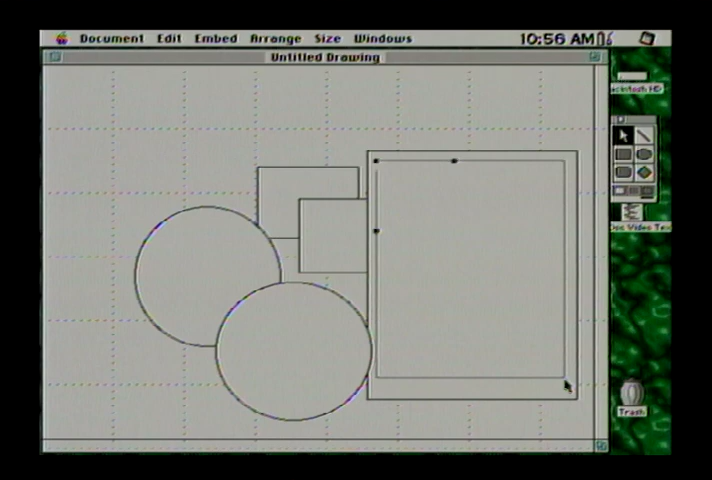 Document Edit Embed Arrange Size Windows 10:56 AM
Untitled Drawing
acintosh HD
Trash